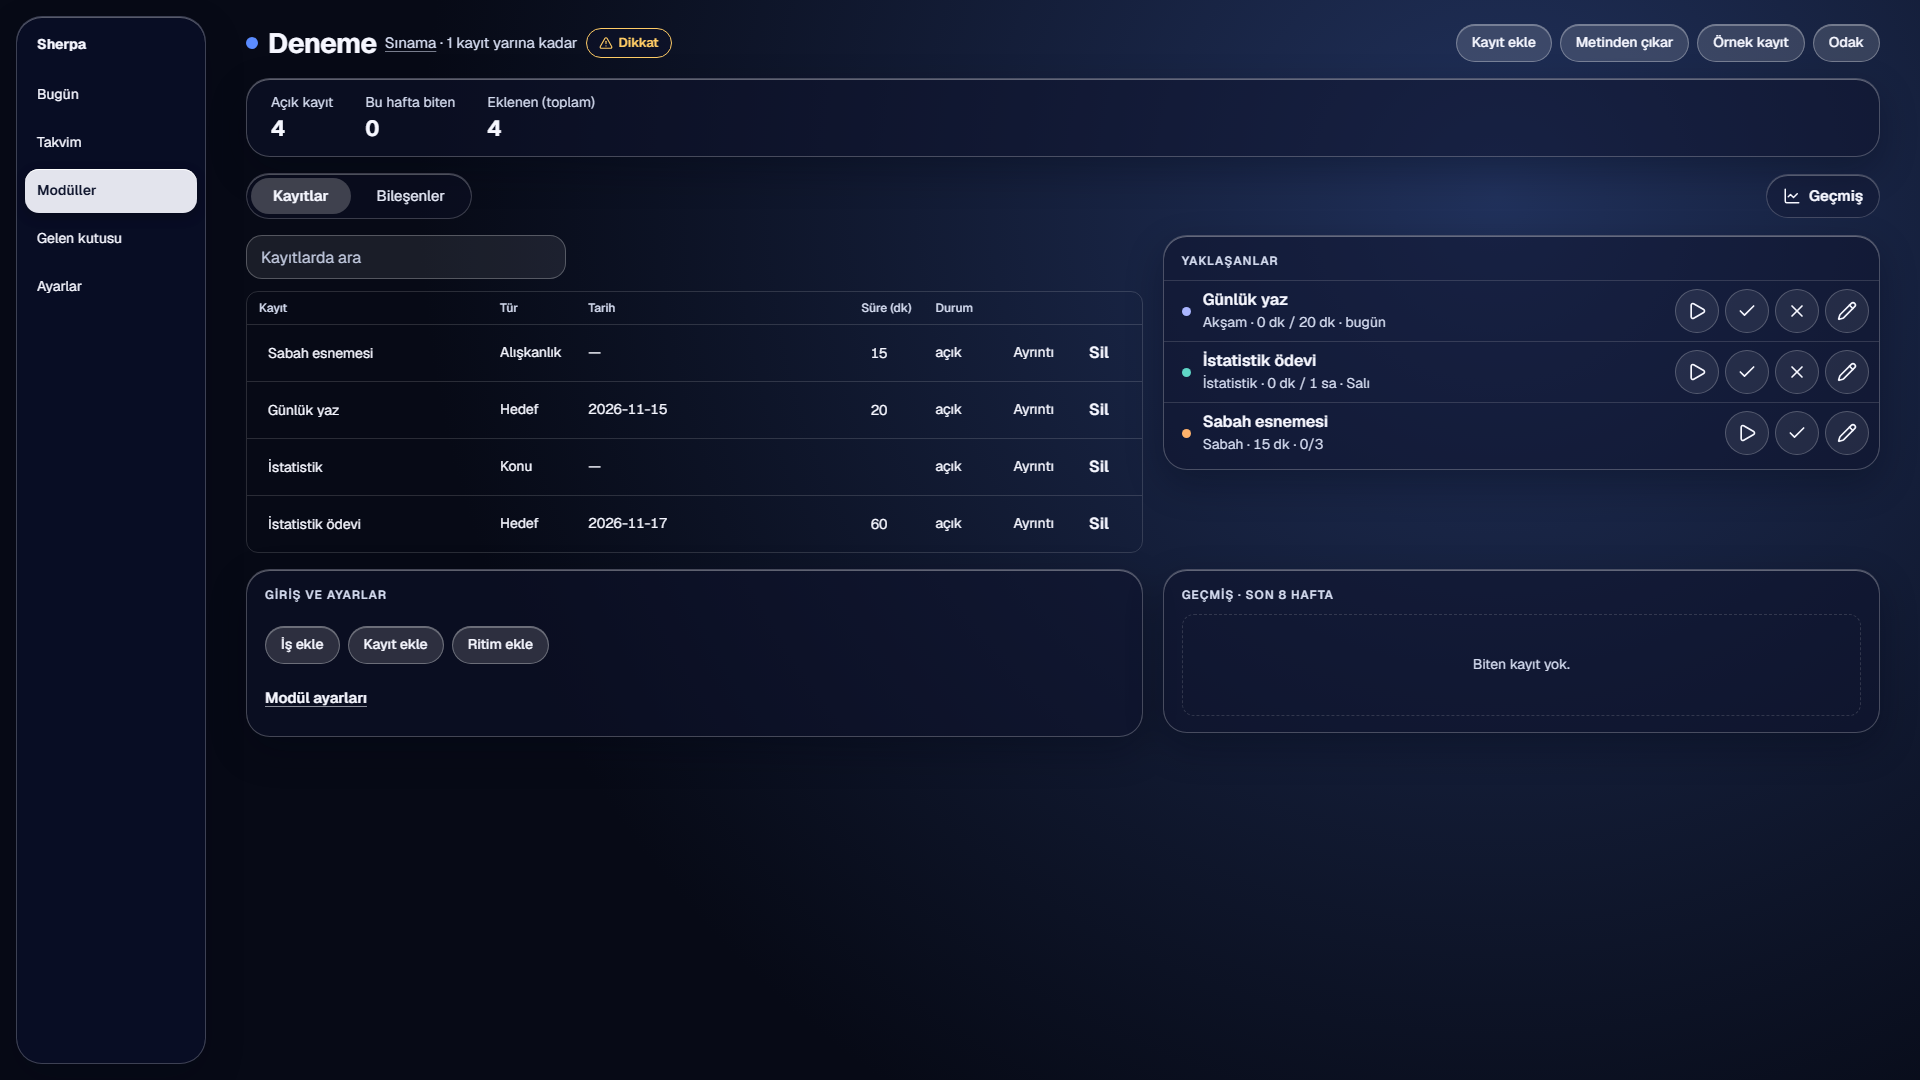 Sherpa
Bugün
Takvim
Modüller
Gelen kutusu
Ayarlar
Deneme Sınama · 1 kayıt yarına kadar Dikkat
Kayıt ekle Metinden çıkar Örnek kayıt Odak
Açık kayıt Bu hafta biten Eklenen (toplam)
4 0 4
Kayıtlar Bileşenler
Geçmiş
Kayıtlarda ara
Kayıt Tür Tarih Süre (dk) Durum
Sabah esnemesi Alışkanlık — 15 açık Ayrıntı Sil
Günlük yaz Hedef 2026-11-15 20 açık Ayrıntı Sil
İstatistik Konu — açık Ayrıntı Sil
İstatistik ödevi Hedef 2026-11-17 60 açık Ayrıntı Sil
YAKLAŞANLAR
Günlük yaz
Akşam · 0 dk / 20 dk · bugün
İstatistik ödevi
İstatistik · 0 dk / 1 sa · Salı
Sabah esnemesi
Sabah · 15 dk · 0/3
GİRİŞ VE AYARLAR
İş ekle Kayıt ekle Ritim ekle
Modül ayarları
GEÇMİŞ · SON 8 HAFTA
Biten kayıt yok.